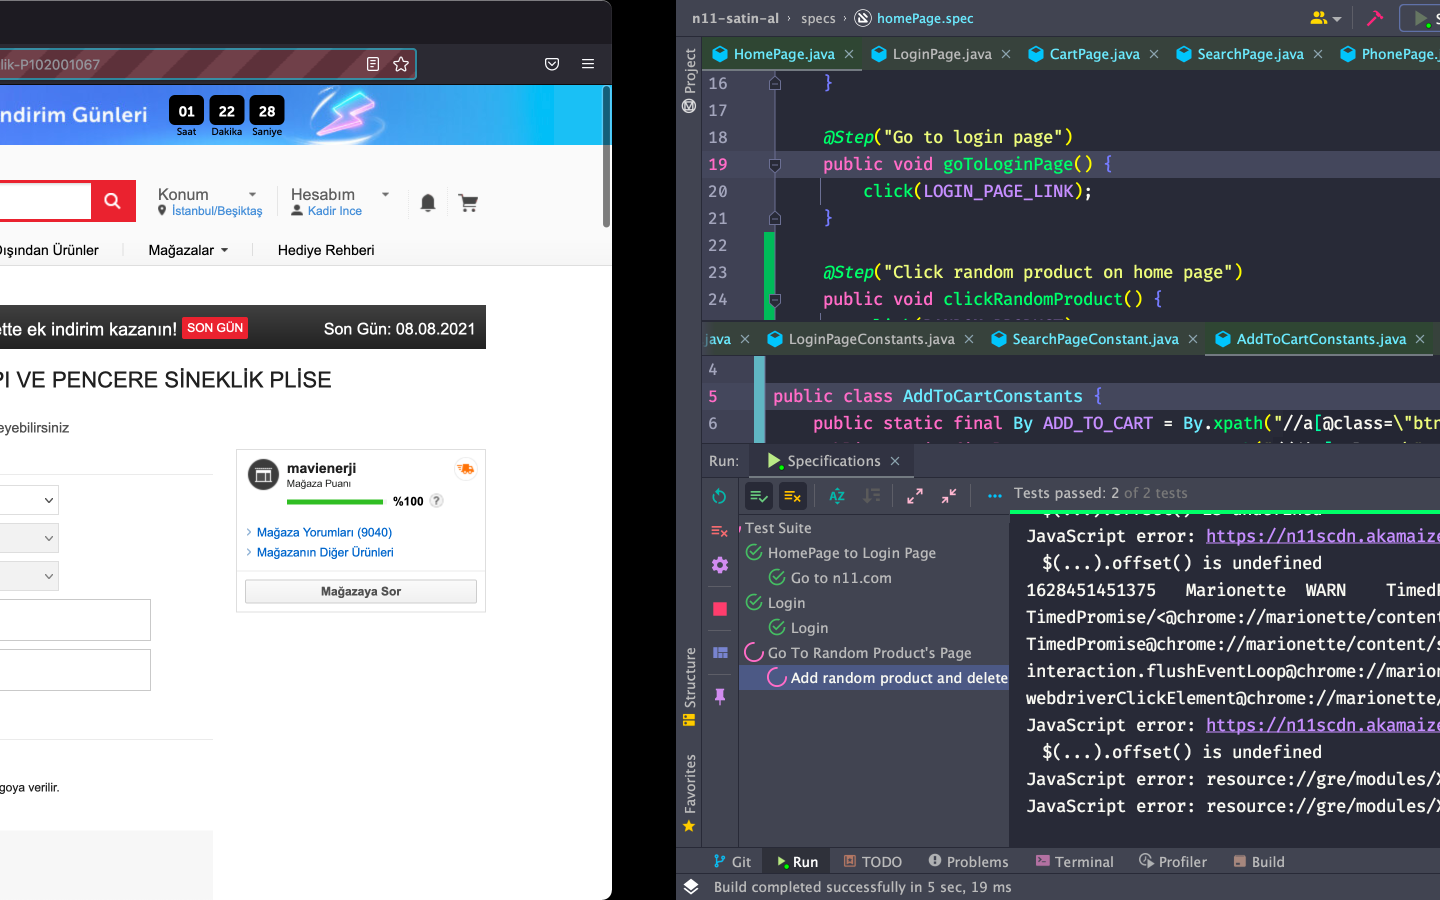 lik-P102001067
ndirim Günleri
01 22 28
Saat Dakika Saniye
Konum
İstanbul/Beşiktaş
Hesabım
Kadir Ince
Dışından Ürünler
Mağazalar
Hediye Rehberi
ette ek indirim kazanın! SON GÜN Son Gün: 08.08.2021
PI VE PENCERE SİNEKLİK PLİSE
eyebilirsiniz
mavienerji
Mağaza Puanı
%100 ?
Mağaza Yorumları (9040)
Mağazanın Diğer Ürünleri
Mağazaya Sor
goya verilir.
n11-satin-al › specs › homePage.spec
Project
HomePage.java × LoginPage.java × CartPage.java × SearchPage.java × PhonePage.
16 }
17
18 @Step("Go to login page")
19 public void goToLoginPage() {
20 click(LOGIN_PAGE_LINK);
21 }
22
23 @Step("Click random product on home page")
24 public void clickRandomProduct() {
java × LoginPageConstants.java × SearchPageConstant.java × AddToCartConstants.java ×
4
5 public class AddToCartConstants {
6 public static final By ADD_TO_CART = By.xpath("//a[@class=\"btn
Run: Specifications ×
Tests passed: 2 of 2 tests
Test Suite
HomePage to Login Page
Go to n11.com
Login
Login
Go To Random Product's Page
Add random product and delete
$(...).offset() is undefined
JavaScript error: https://n11scdn.akamaize
$(...).offset() is undefined
1628451451375 Marionette WARN TimedP
TimedPromise/<@chrome://marionette/content
TimedPromise@chrome://marionette/content/s
interaction.flushEventLoop@chrome://marion
webdriverClickElement@chrome://marionette/
JavaScript error: https://n11scdn.akamaize
$(...).offset() is undefined
JavaScript error: resource://gre/modules/X
JavaScript error: resource://gre/modules/X
Structure
Favorites
Git Run TODO Problems Terminal Profiler Build
Build completed successfully in 5 sec, 19 ms